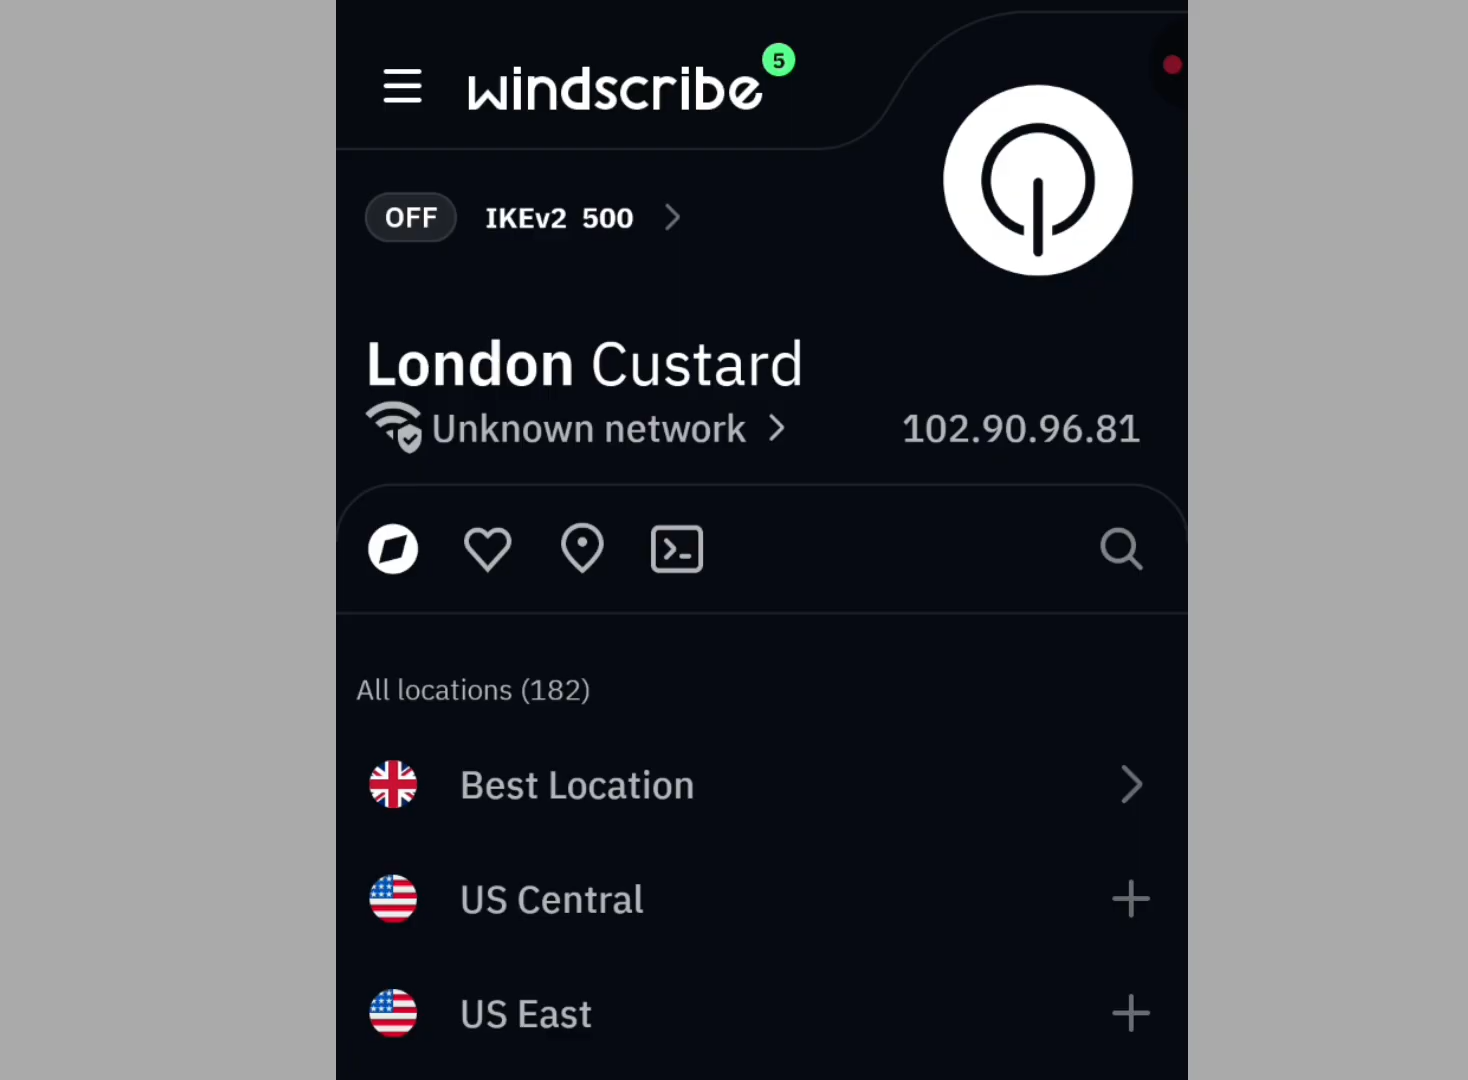 windscribe 5
OFF IKEv2 500
London Custard
Unknown network 102.90.96.81
All locations (182)
Best Location
US Central
US East